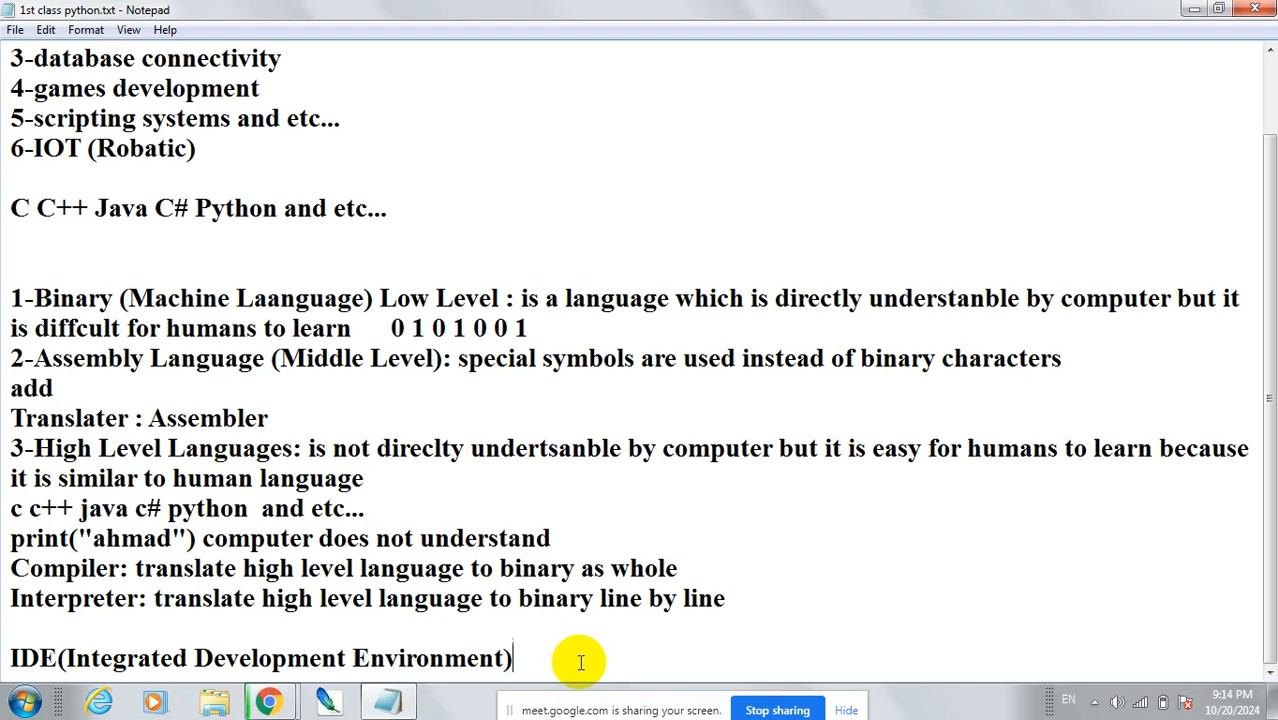 1st class python.txt - Notepad
File Edit Format View Help
3-database connectivity
4-games development
5-scripting systems and etc...
6-IOT (Robatic)
C C++ Java C# Python and etc...
1-Binary (Machine Laanguage) Low Level : is a language which is directly understanble by computer but it
is diffcult for humans to learn 0 1 0 1 0 0 1
2-Assembly Language (Middle Level): special symbols are used instead of binary characters
add
Translater : Assembler
3-High Level Languages: is not direclty undertsanble by computer but it is easy for humans to learn because
it is similar to human language
c c++ java c# python and etc...
print("ahmad") computer does not understand
Compiler: translate high level language to binary as whole
Interpreter: translate high level language to binary line by line
IDE(Integrated Development Environment)
meet.google.com is sharing your screen. Stop sharing Hide
EN
9:14 PM
10/20/2024